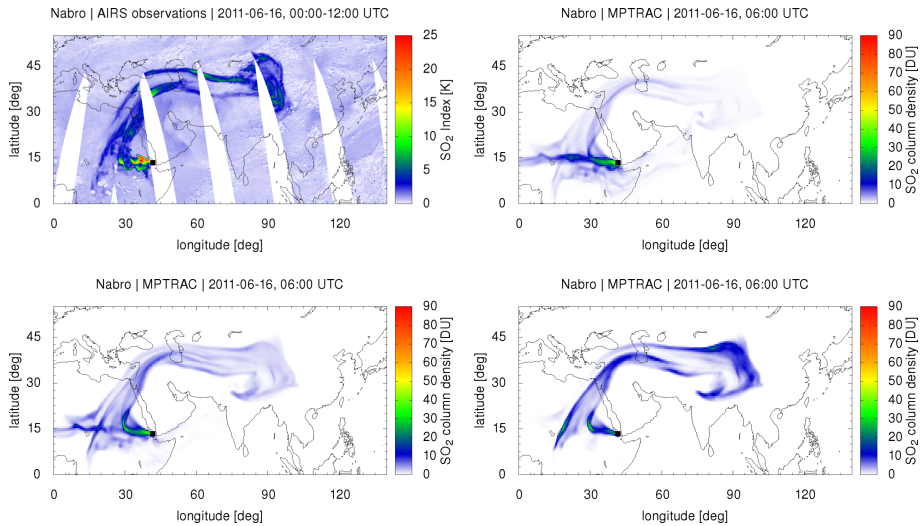 Nabro | AIRS observations | 2011-06-16, 00:00-12:00 UTC
latitude [deg]
45
30
15
0
0 30 60 90 120
longitude [deg]
25
20
15
10
5
0
SO2 Index [K]
Nabro | MPTRAC | 2011-06-16, 06:00 UTC
latitude [deg]
45
30
15
0
0 30 60 90 120
longitude [deg]
90
80
70
60
50
40
30
20
10
0
SO2 column density [DU]
Nabro | MPTRAC | 2011-06-16, 06:00 UTC
latitude [deg]
45
30
15
0
0 30 60 90 120
longitude [deg]
90
80
70
60
50
40
30
20
10
0
SO2 column density [DU]
Nabro | MPTRAC | 2011-06-16, 06:00 UTC
latitude [deg]
45
30
15
0
0 30 60 90 120
longitude [deg]
90
80
70
60
50
40
30
20
10
0
SO2 column density [DU]